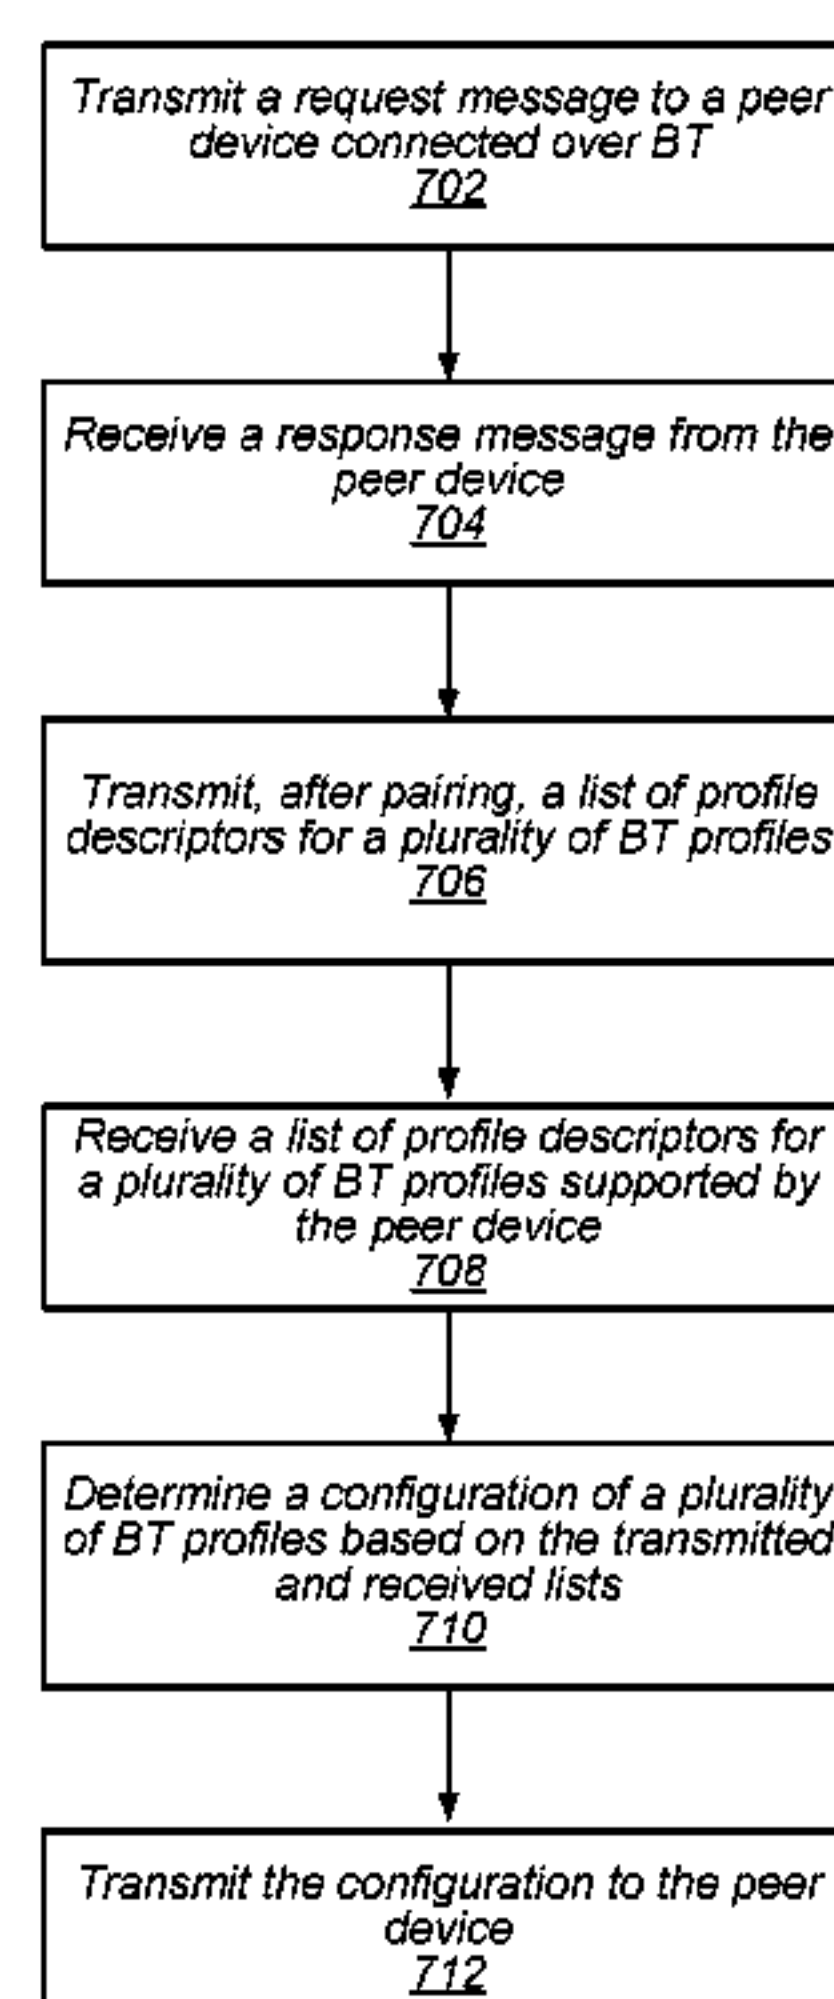 Transmit a request message to a peer
device connected over BT
702
Receive a response message from the
peer device
704
Transmit, after pairing, a list of profile
descriptors for a plurality of BT profiles
706
Receive a list of profile descriptors for
a plurality of BT profiles supported by
the peer device
708
Determine a configuration of a plurality
of BT profiles based on the transmitted
and received lists
710
Transmit the configuration to the peer
device
712